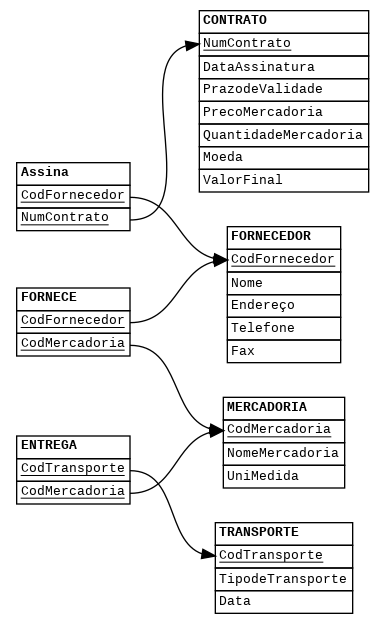 CONTRATO
NumContrato
DataAssinatura
PrazodeValidade
PrecoMercadoria
QuantidadeMercadoria
Moeda
ValorFinal
Assina
CodFornecedor
NumContrato
FORNECEDOR
CodFornecedor
Nome
Endereço
Telefone
Fax
FORNECE
CodFornecedor
CodMercadoria
MERCADORIA
CodMercadoria
NomeMercadoria
UniMedida
ENTREGA
CodTransporte
CodMercadoria
TRANSPORTE
CodTransporte
TipodeTransporte
Data